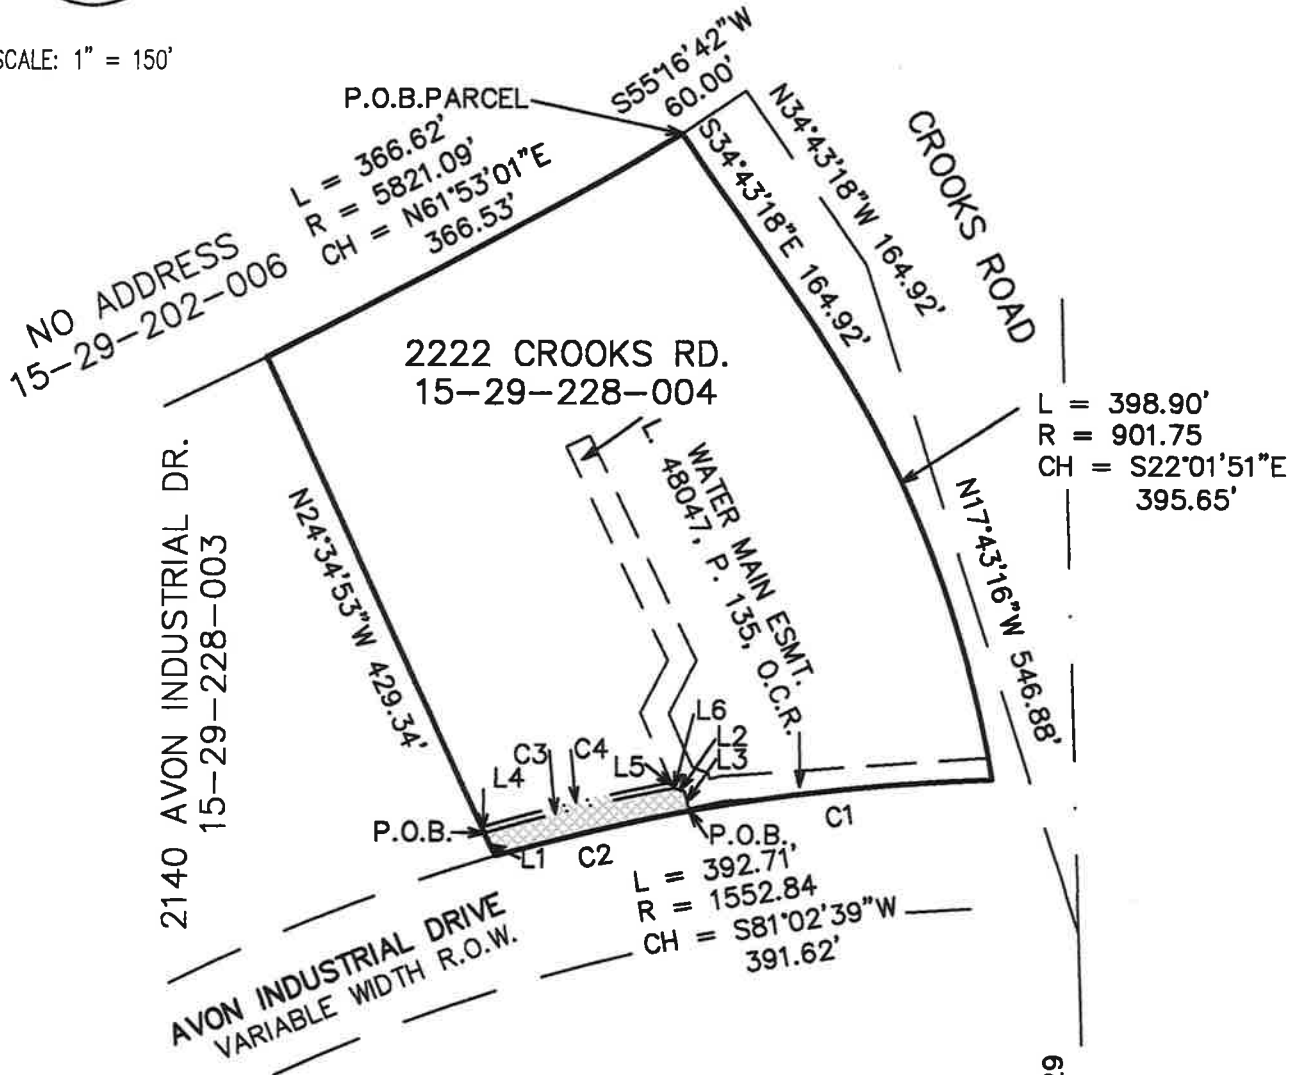 SCALE: 1" = 150'
P.O.B.PARCEL
S55°16'42"W
60.00'
L = 366.62'
R = 5821.09'
CH = N61°53'01"E
366.53'
NO ADDRESS
15-29-202-006
N34°43'18"W 164.92'
S34°43'18"E 164.92'
CROOKS ROAD
2222 CROOKS RD.
15-29-228-004
L = 398.90'
R = 901.75
CH = S22°01'51"E
395.65'
2140 AVON INDUSTRIAL DR.
15-29-228-003
N24°34'53"W 429.34'
WATER MAIN ESMT.
L. 48047, P. 135, O.C.R.
N17°43'16"W 546.88'
L6
L2
L3
L5
C4
C3
L4
P.O.B.
L1
C2
C1
P.O.B.
L = 392.71'
R = 1552.84
CH = S81°02'39"W
391.62'
AVON INDUSTRIAL DRIVE
VARIABLE WIDTH R.O.W.